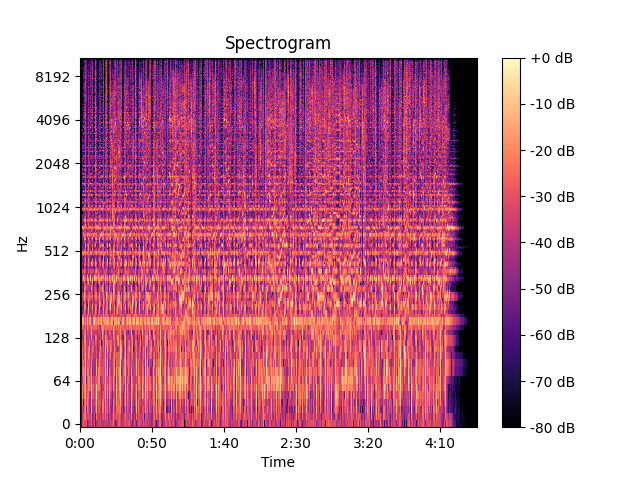 Spectrogram
8192
4096
2048
1024
512
256
128
64
0
Hz
0:00
0:50
1:40
2:30
3:20
4:10
Time
+0 dB
-10 dB
-20 dB
-30 dB
-40 dB
-50 dB
-60 dB
-70 dB
-80 dB